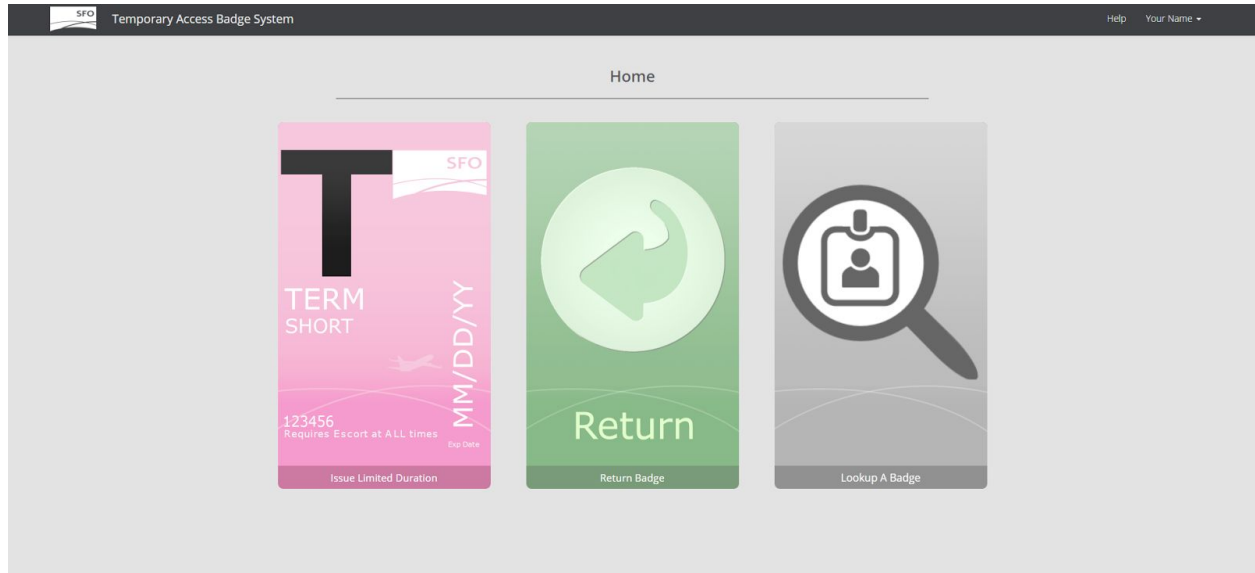 SFO
Temporary Access Badge System
Help
Your Name
Home
T
SFO
TERM
SHORT
MM/DD/YY
123456
Requires Escort at ALL times
Exp Date
Issue Limited Duration
Return
Return Badge
Lookup A Badge